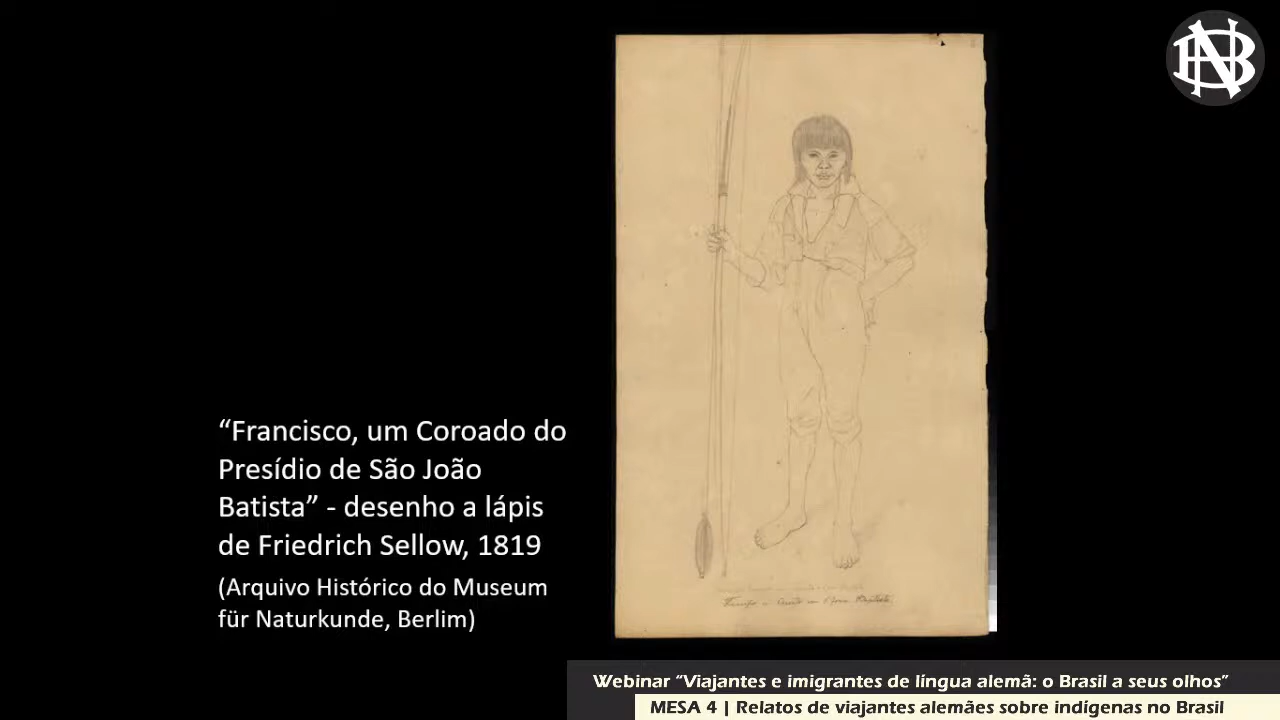 “Francisco, um Coroado do
Presídio de São João
Batista” - desenho a lápis
de Friedrich Sellow, 1819
(Arquivo Histórico do Museum
für Naturkunde, Berlim)
Webinar “Viajantes e imigrantes de língua alemã: o Brasil a seus olhos”
MESA 4 | Relatos de viajantes alemães sobre indígenas no Brasil